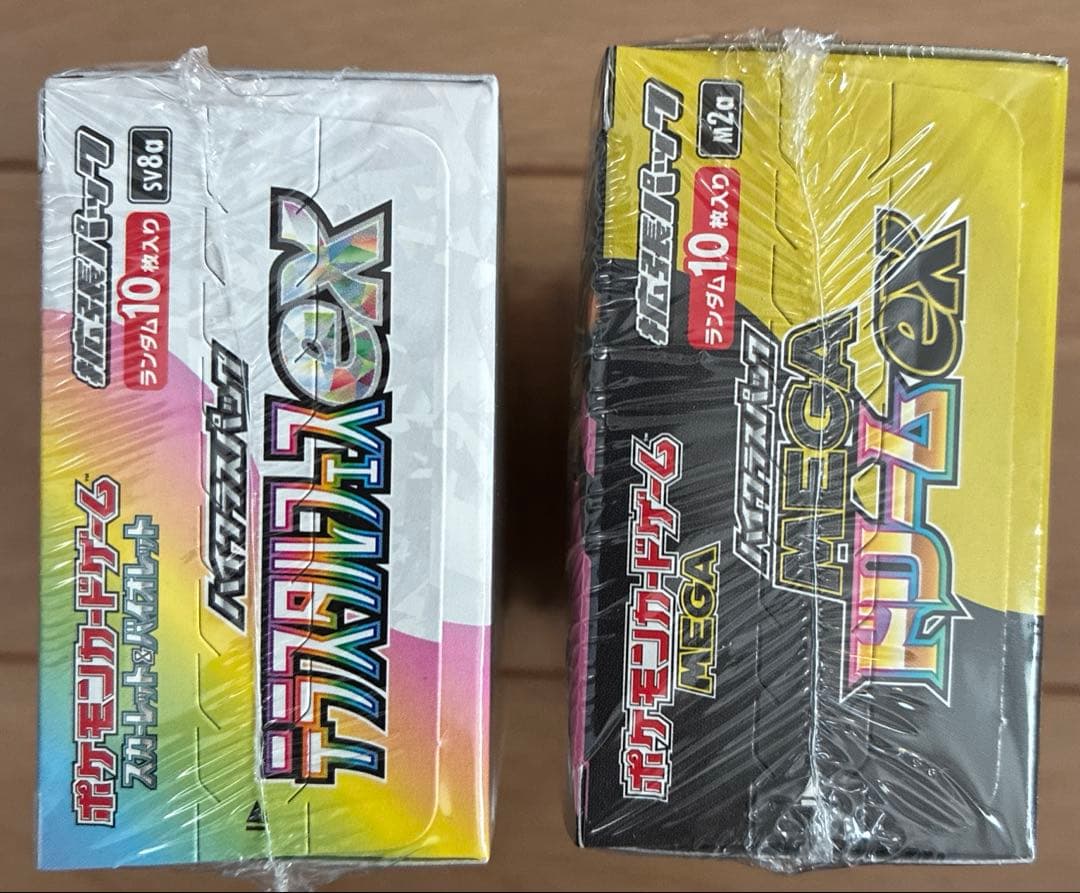 拡張パック
SV8a
ランダム10枚入り
ポケモンカードゲーム
スカーレット&バイオレット
ハイクラスパック
テラスタルフェスex
拡張パック
M2a
ランダム10枚入り
ポケモンカードゲーム
MEGA
ハイクラスパック
MEGA
ドリームex